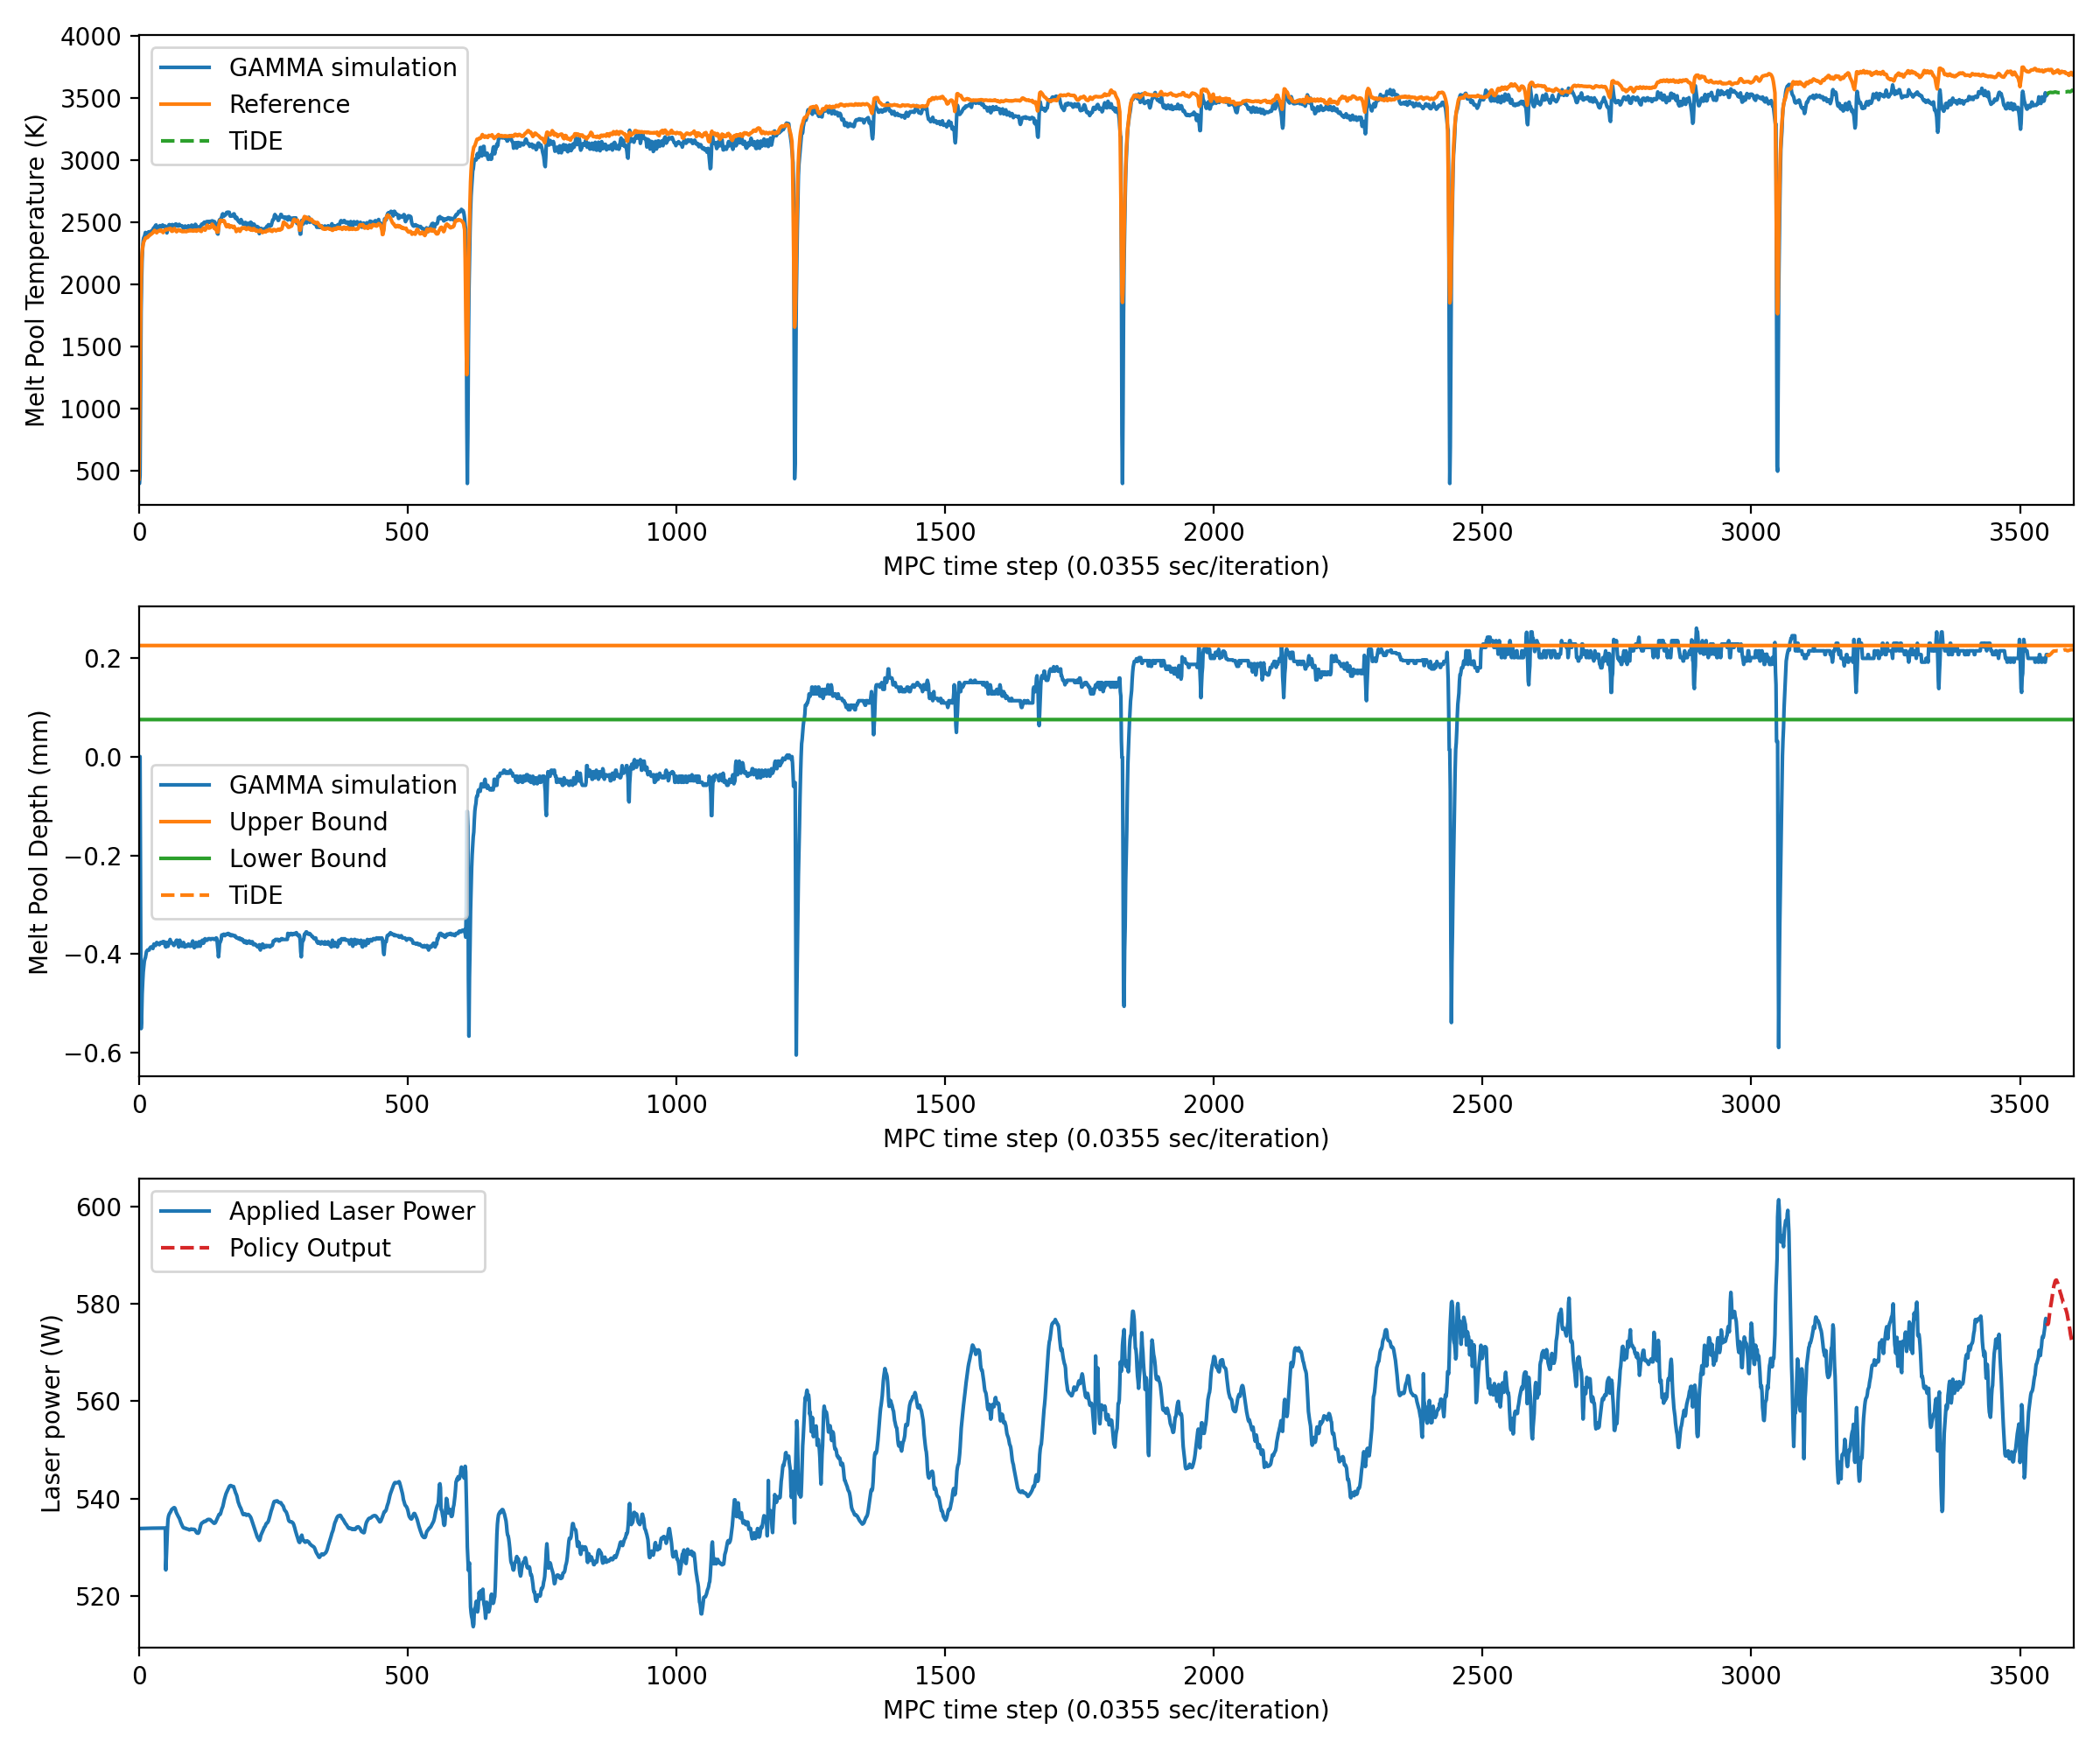 4000
3500
3000
2500
2000
1500
1000
500
Melt Pool Temperature (K)
GAMMA simulation
Reference
TiDE
0 500 1000 1500 2000 2500 3000 3500
MPC time step (0.0355 sec/iteration)
0.2
0.0
−0.2
−0.4
−0.6
Melt Pool Depth (mm)
GAMMA simulation
Upper Bound
Lower Bound
TiDE
0 500 1000 1500 2000 2500 3000 3500
MPC time step (0.0355 sec/iteration)
600
580
560
540
520
Laser power (W)
Applied Laser Power
Policy Output
0 500 1000 1500 2000 2500 3000 3500
MPC time step (0.0355 sec/iteration)